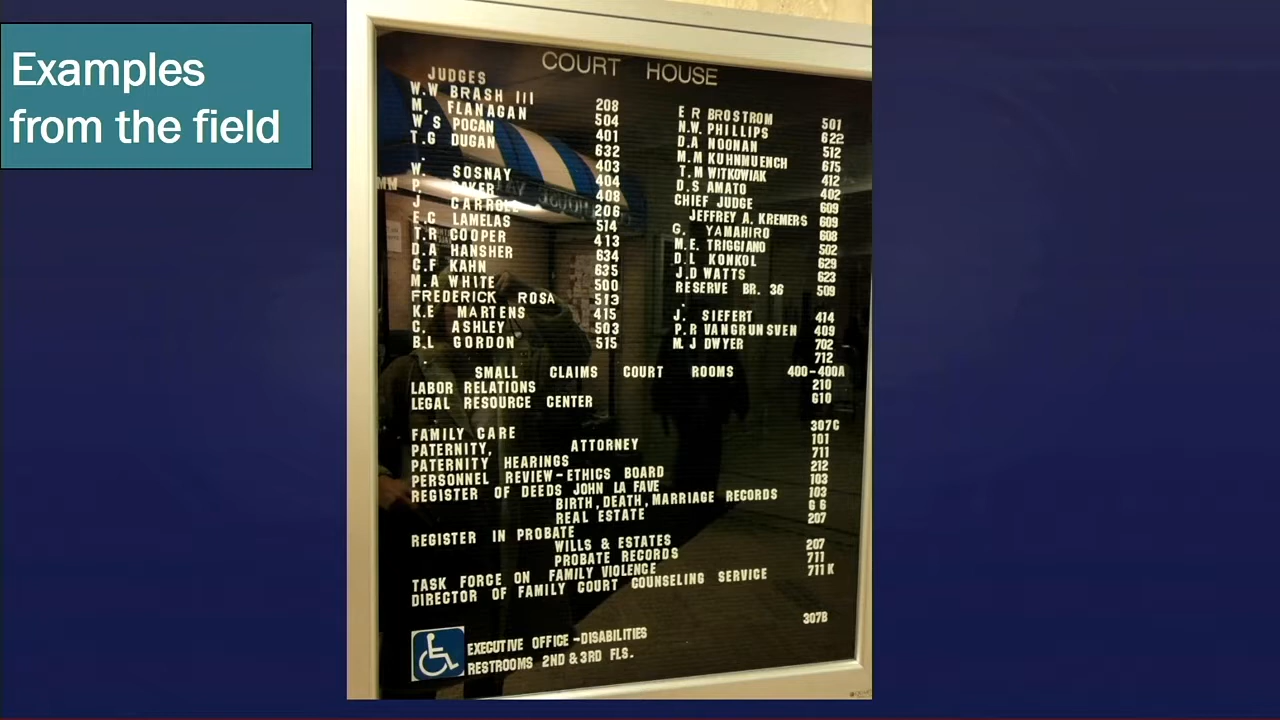 Examples
from the field
COURT HOUSE
JUDGES
W.W BRASH III 208
M. FLANAGAN 504
W S POCAN 401
T.G DUGAN 632
. 403
W. SOSNAY 404
P. BAKER 408
J CARROLL 206
E.C LAMELAS 514
T.R COOPER 413
D.A HANSHER 634
C.F KAHN 635
M.A WHITE 500
FREDERICK ROSA 513
K.E MARTENS 415
C. ASHLEY 503
B.L GORDON 515
.
E R BROSTROM 501
N.W. PHILLIPS 622
D.A NOONAN 512
M.M KUHNMUENCH 675
T.M WITKOWIAK 412
D.S AMATO 402
CHIEF JUDGE 609
JEFFREY A. KREMERS 609
G. YAMAHIRO 608
M.E. TRIGGIANO 502
D.L KONKOL 629
J.D WATTS 623
RESERVE BR. 36 509
.
J. SIEFERT 414
P.R VANGRUNSVEN 409
M. J DWYER 702
712
SMALL CLAIMS COURT ROOMS 400-400A
LABOR RELATIONS 210
LEGAL RESOURCE CENTER 610
FAMILY CARE 307G
PATERNITY, ATTORNEY 101
PATERNITY HEARINGS 711
PERSONNEL REVIEW-ETHICS BOARD 212
REGISTER OF DEEDS JOHN LA FAVE 103
BIRTH,DEATH,MARRIAGE RECORDS 103
REAL ESTATE G 6
REGISTER IN PROBATE 207
WILLS & ESTATES 207
PROBATE RECORDS 711
TASK FORCE ON FAMILY VIOLENCE 711K
DIRECTOR OF FAMILY COURT COUNSELING SERVICE 307B
EXECUTIVE OFFICE-DISABILITIES
RESTROOMS 2ND & 3RD FLS.